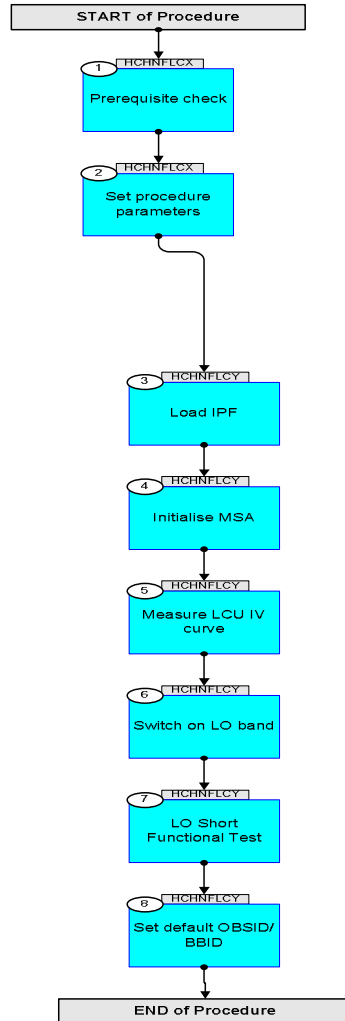 START of Procedure
HCHNFLCX
1
Prerequisite check
HCHNFLCX
2
Set procedure
parameters
HCHNFLCY
3
Load IPF
HCHNFLCY
4
Initialise MSA
HCHNFLCY
5
Measure LCU IV
curve
HCHNFLCY
6
Switch on LO band
HCHNFLCY
7
LO Short
Functional Test
HCHNFLCY
8
Set default OBSID/
BBID
END of Procedure